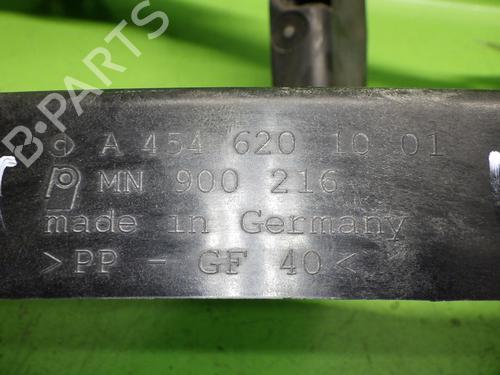 B-Parts
A 454 620 10 01
MN 900 216
made in Germany
>PP - GF 40<